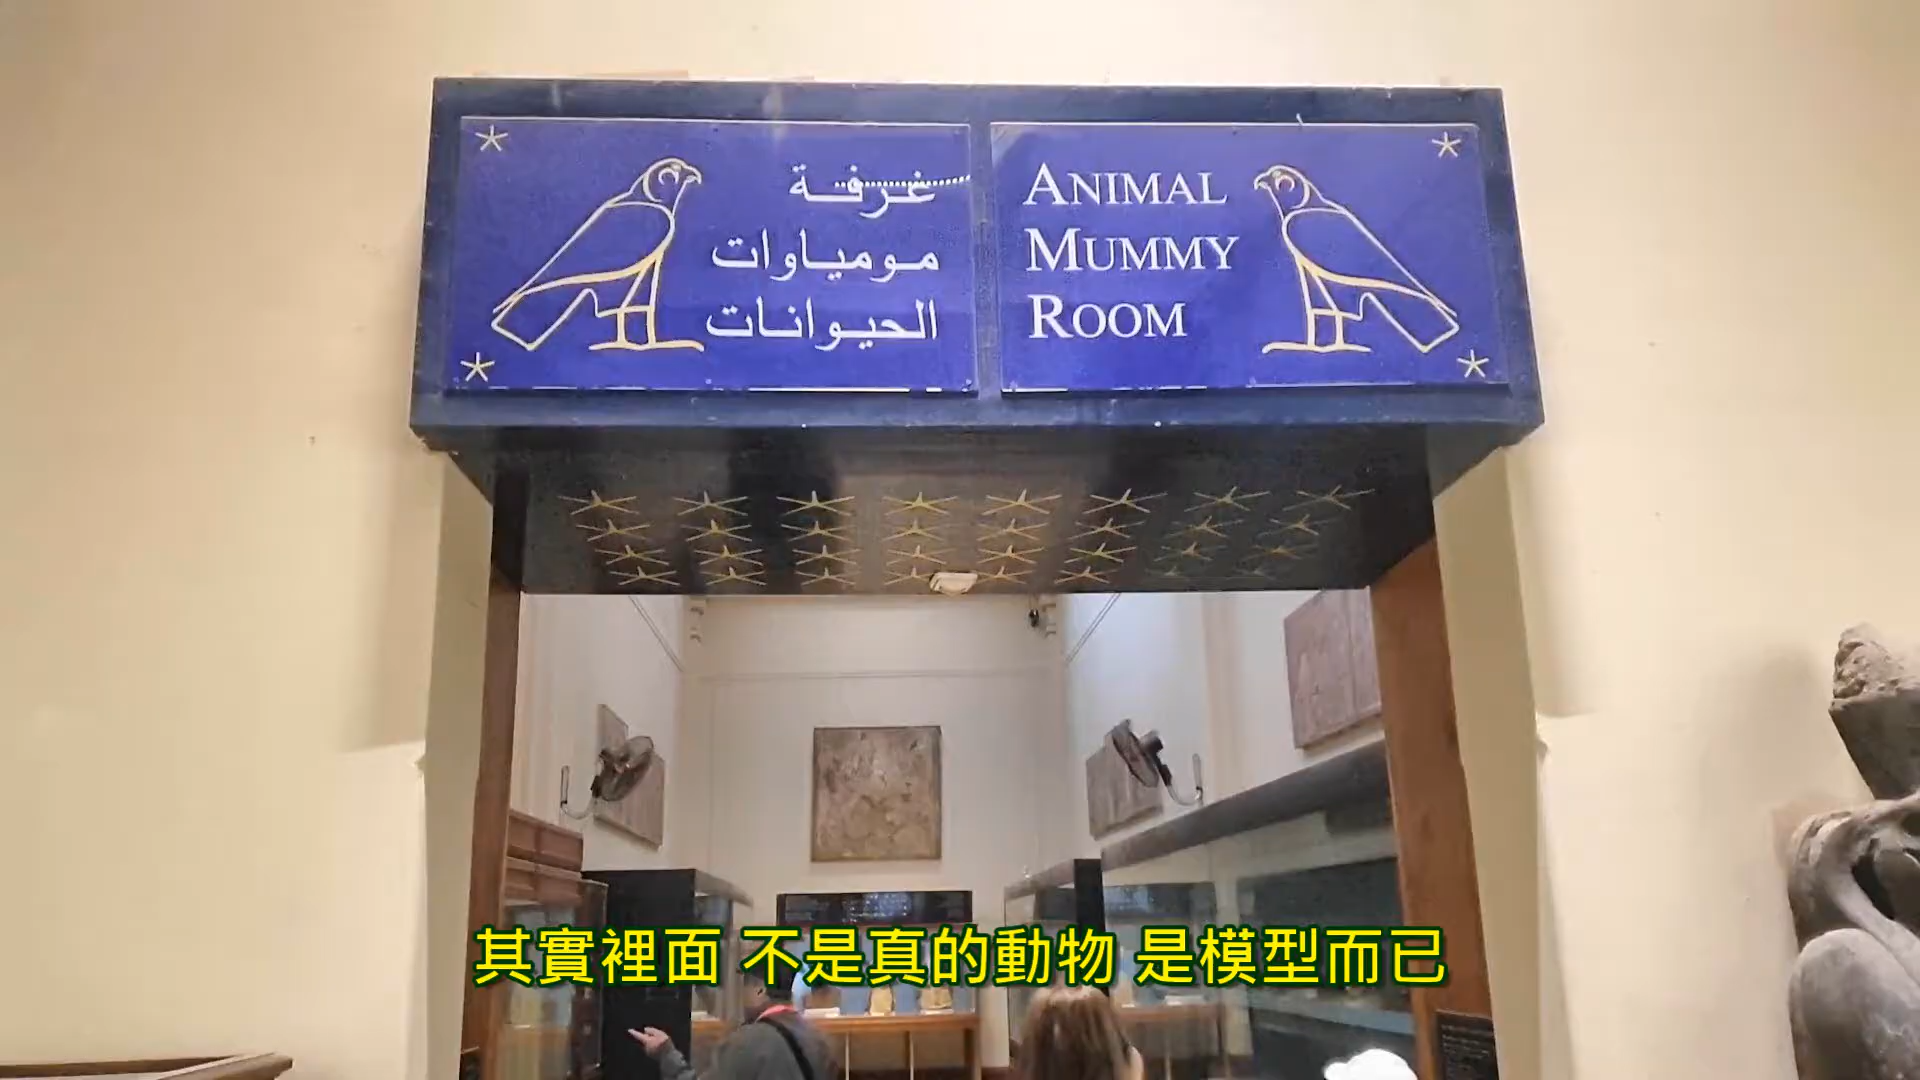 غرفة
مومياوات
الحيوانات
ANIMAL
MUMMY
ROOM
其實裡面 不是真的動物 是模型而已